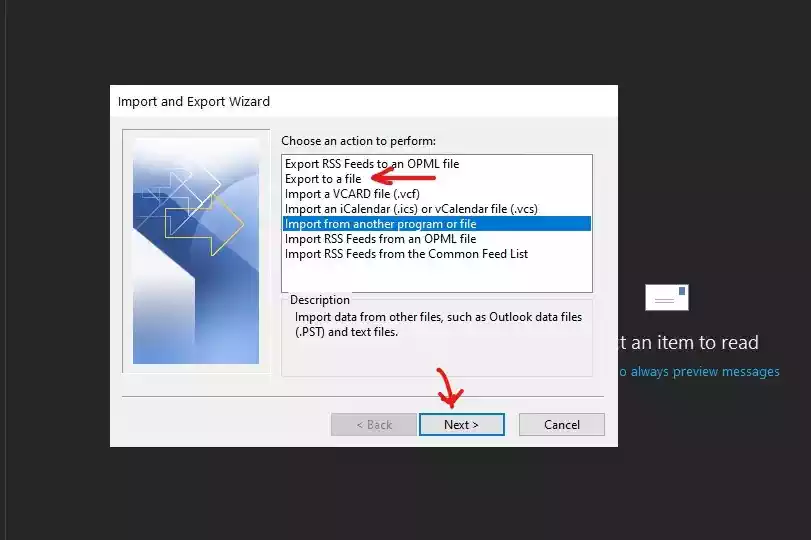 Import and Export Wizard
Choose an action to perform:
Export RSS Feeds to an OPML file
Export to a file
Import a VCARD file (.vcf)
Import an iCalendar (.ics) or vCalendar file (.vcs)
Import from another program or file
Import RSS Feeds from an OPML file
Import RSS Feeds from the Common Feed List
Description
Import data from other files, such as Outlook data files
(.PST) and text files.
an item to read
always preview messages
< Back
Next >
Cancel